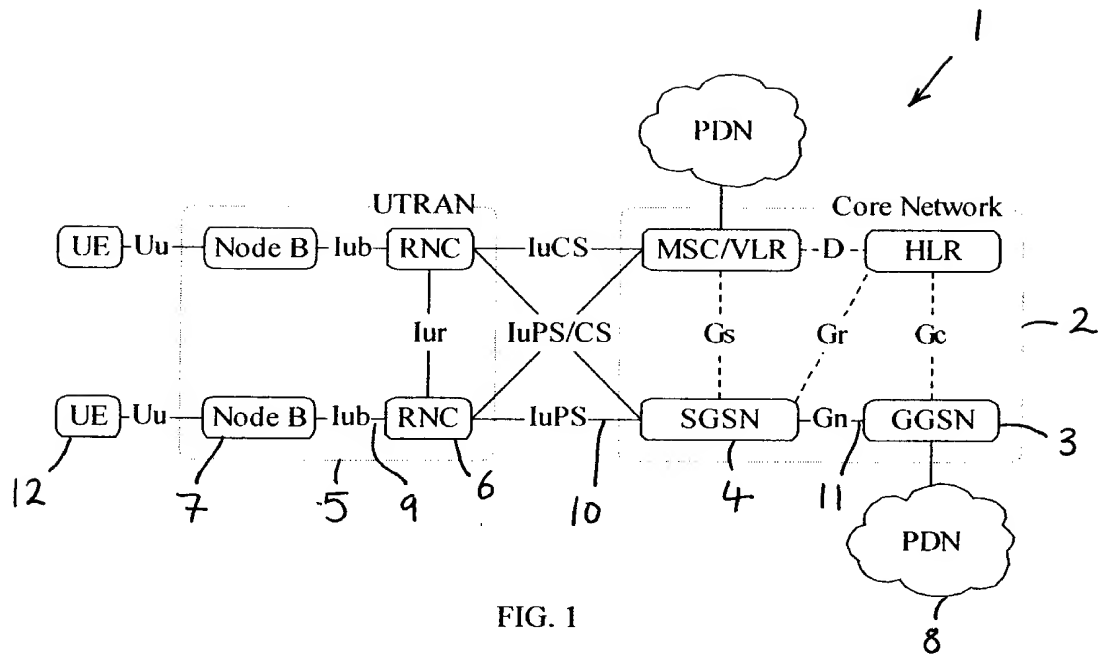 1
PDN
UTRAN
Core Network
UE Uu Node B Iub RNC IuCS MSC/VLR D HLR
Iur IuPS/CS Gs Gr Gc 2
UE Uu Node B Iub RNC IuPS SGSN Gn GGSN 3
12 7 5 9 6 10 4 11
PDN
8
FIG. 1